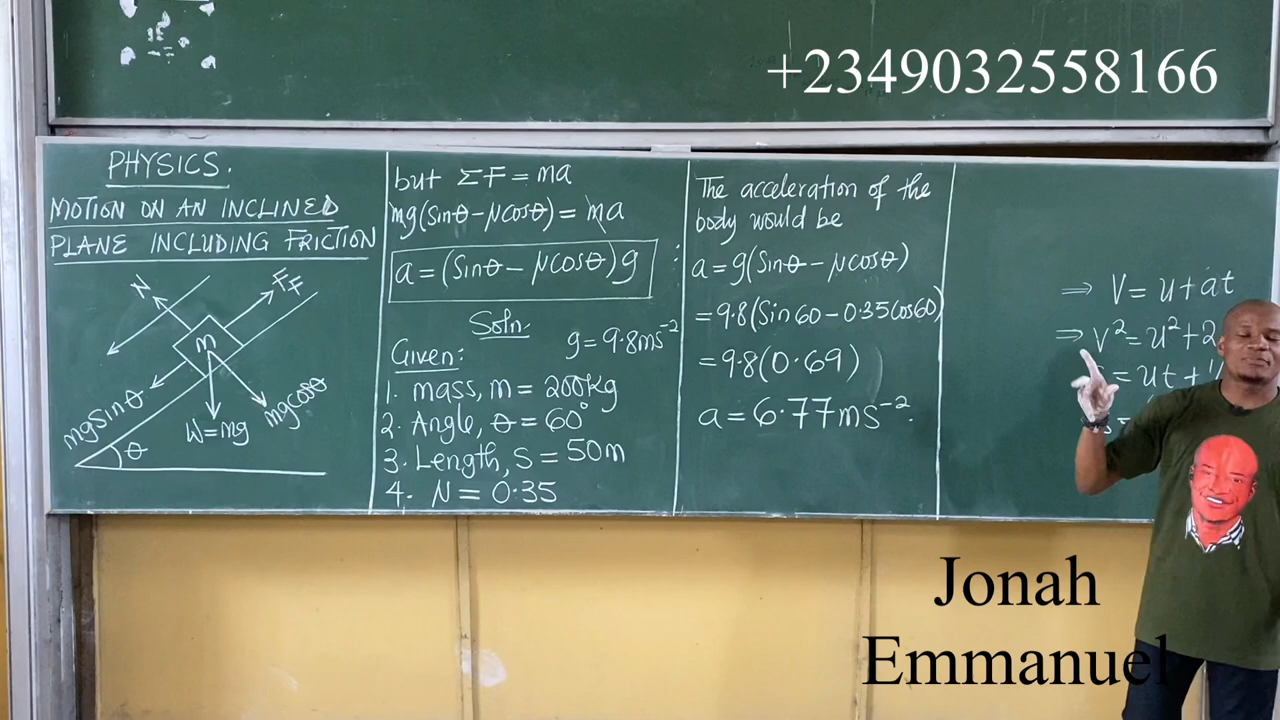 +2349032558166
PHYSICS.
MOTION ON AN INCLINED
PLANE INCLUDING FRICTION
N
FF
m
mgsinθ
W=mg
mgcosθ
θ
but ΣF = ma
mg(sinθ - μcosθ) = ma
a = (sinθ - μcosθ)g
Soln.
g = 9.8ms⁻²
Given:
1. mass, m = 200kg
2. Angle, θ = 60°
3. Length, s = 50m
4. μ = 0.35
The acceleration of the
body would be
a = g(sinθ - μcosθ)
= 9.8(sin 60 - 0.35cos60)
= 9.8(0.69)
a = 6.77ms⁻².
⇒ V = u + at
⇒ V² = u² + 2
= ut +
Jonah
Emmanuel